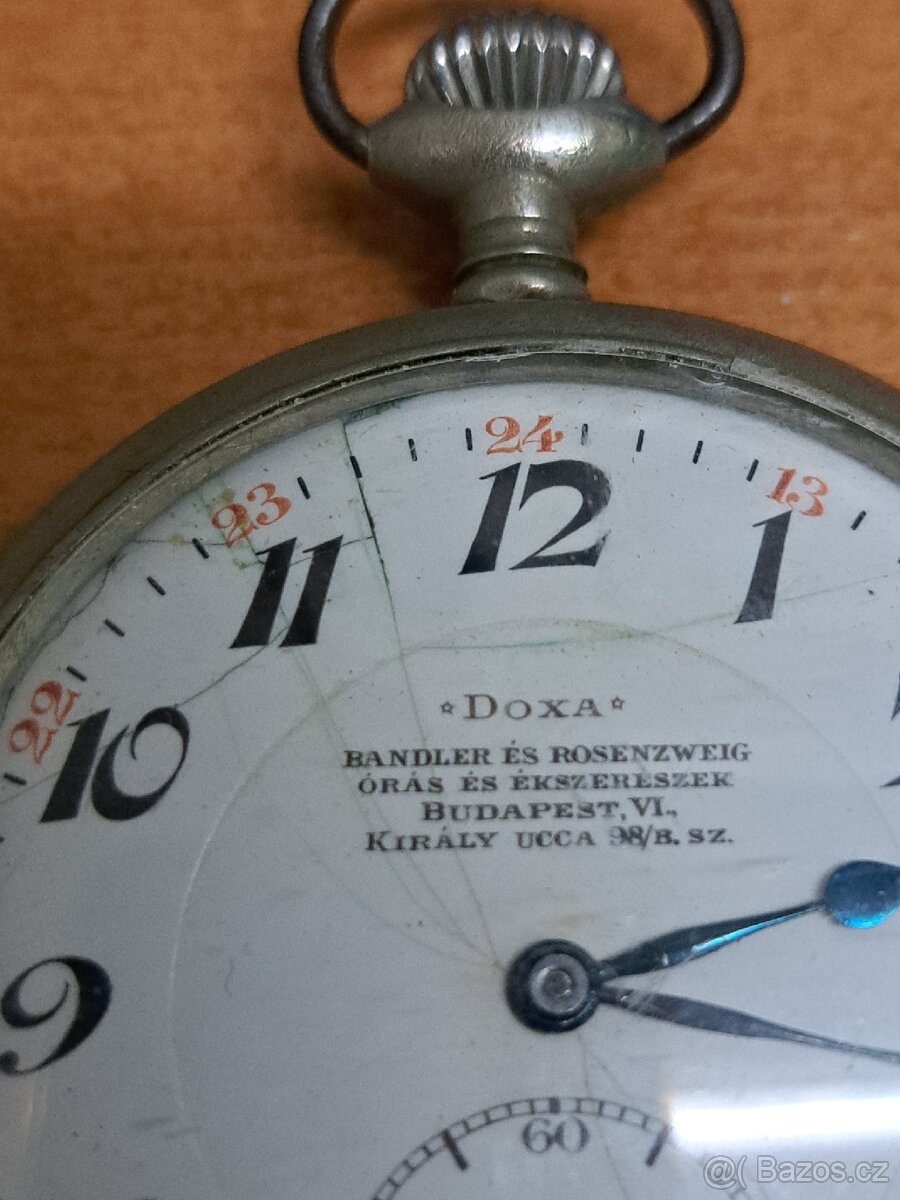 24
12
23
13
11
1
22
10
*Doxa*
BANDLER ÉS ROSENZWEIG
ÓRÁS ÉS ÉKSZERÉSZEK
BUDAPEST, VI.,
KIRÁLY UCCA 98/B. SZ.
9
60
@( Bazos.cz